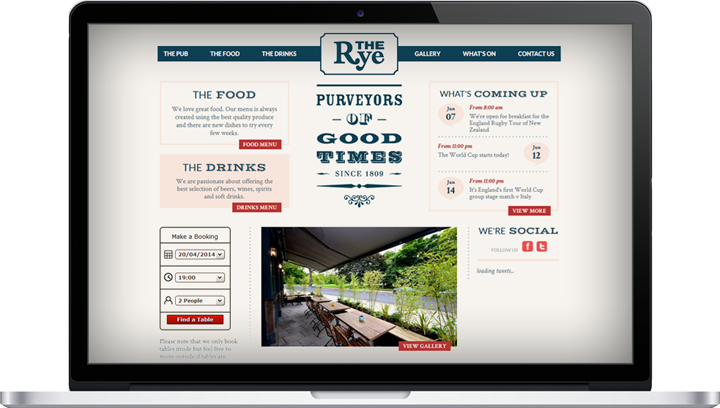 THE PUB THE FOOD THE DRINKS
THE
Rye
GALLERY WHAT'S ON CONTACT US
THE FOOD
We love great food. Our menu is always
created using the best quality produce
and there are new dishes to try every
few weeks.
FOOD MENU
THE DRINKS
We are passionate about offering the
best selection of beers, wines, spirits
and soft drinks.
DRINKS MENU
PURVEYORS
OF
GOOD
TIMES
SINCE 1809
WHAT'S COMING UP
Jun
07
From 8:00 am
We're open for breakfast for the
England Rugby Tour of New
Zealand
From 11:00 pm
The World Cup starts today!
Jun
12
Jun
14
From 11:00 pm
It's England's first World Cup
group stage match v Italy
VIEW MORE
Make a Booking
20/04/2014
19:00
2 People
Find a Table
Please note that we only book
tables inside but feel free to
VIEW GALLERY
WE'RE SOCIAL
FOLLOW US f t
loading tweets..